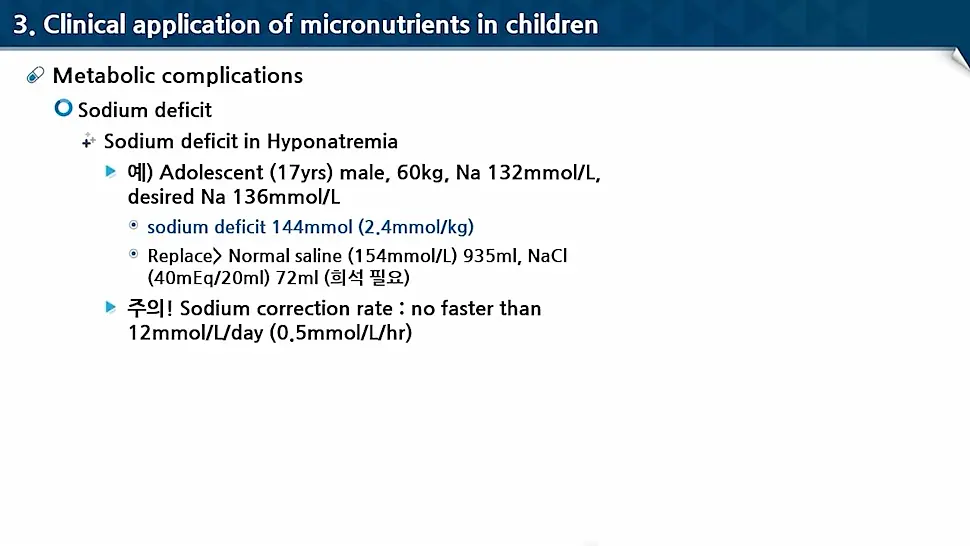 3. Clinical application of micronutrients in children
Metabolic complications
Sodium deficit
Sodium deficit in Hyponatremia
예) Adolescent (17yrs) male, 60kg, Na 132mmol/L,
desired Na 136mmol/L
sodium deficit 144mmol (2.4mmol/kg)
Replace> Normal saline (154mmol/L) 935ml, NaCl
(40mEq/20ml) 72ml (희석 필요)
주의! Sodium correction rate : no faster than
12mmol/L/day (0.5mmol/L/hr)